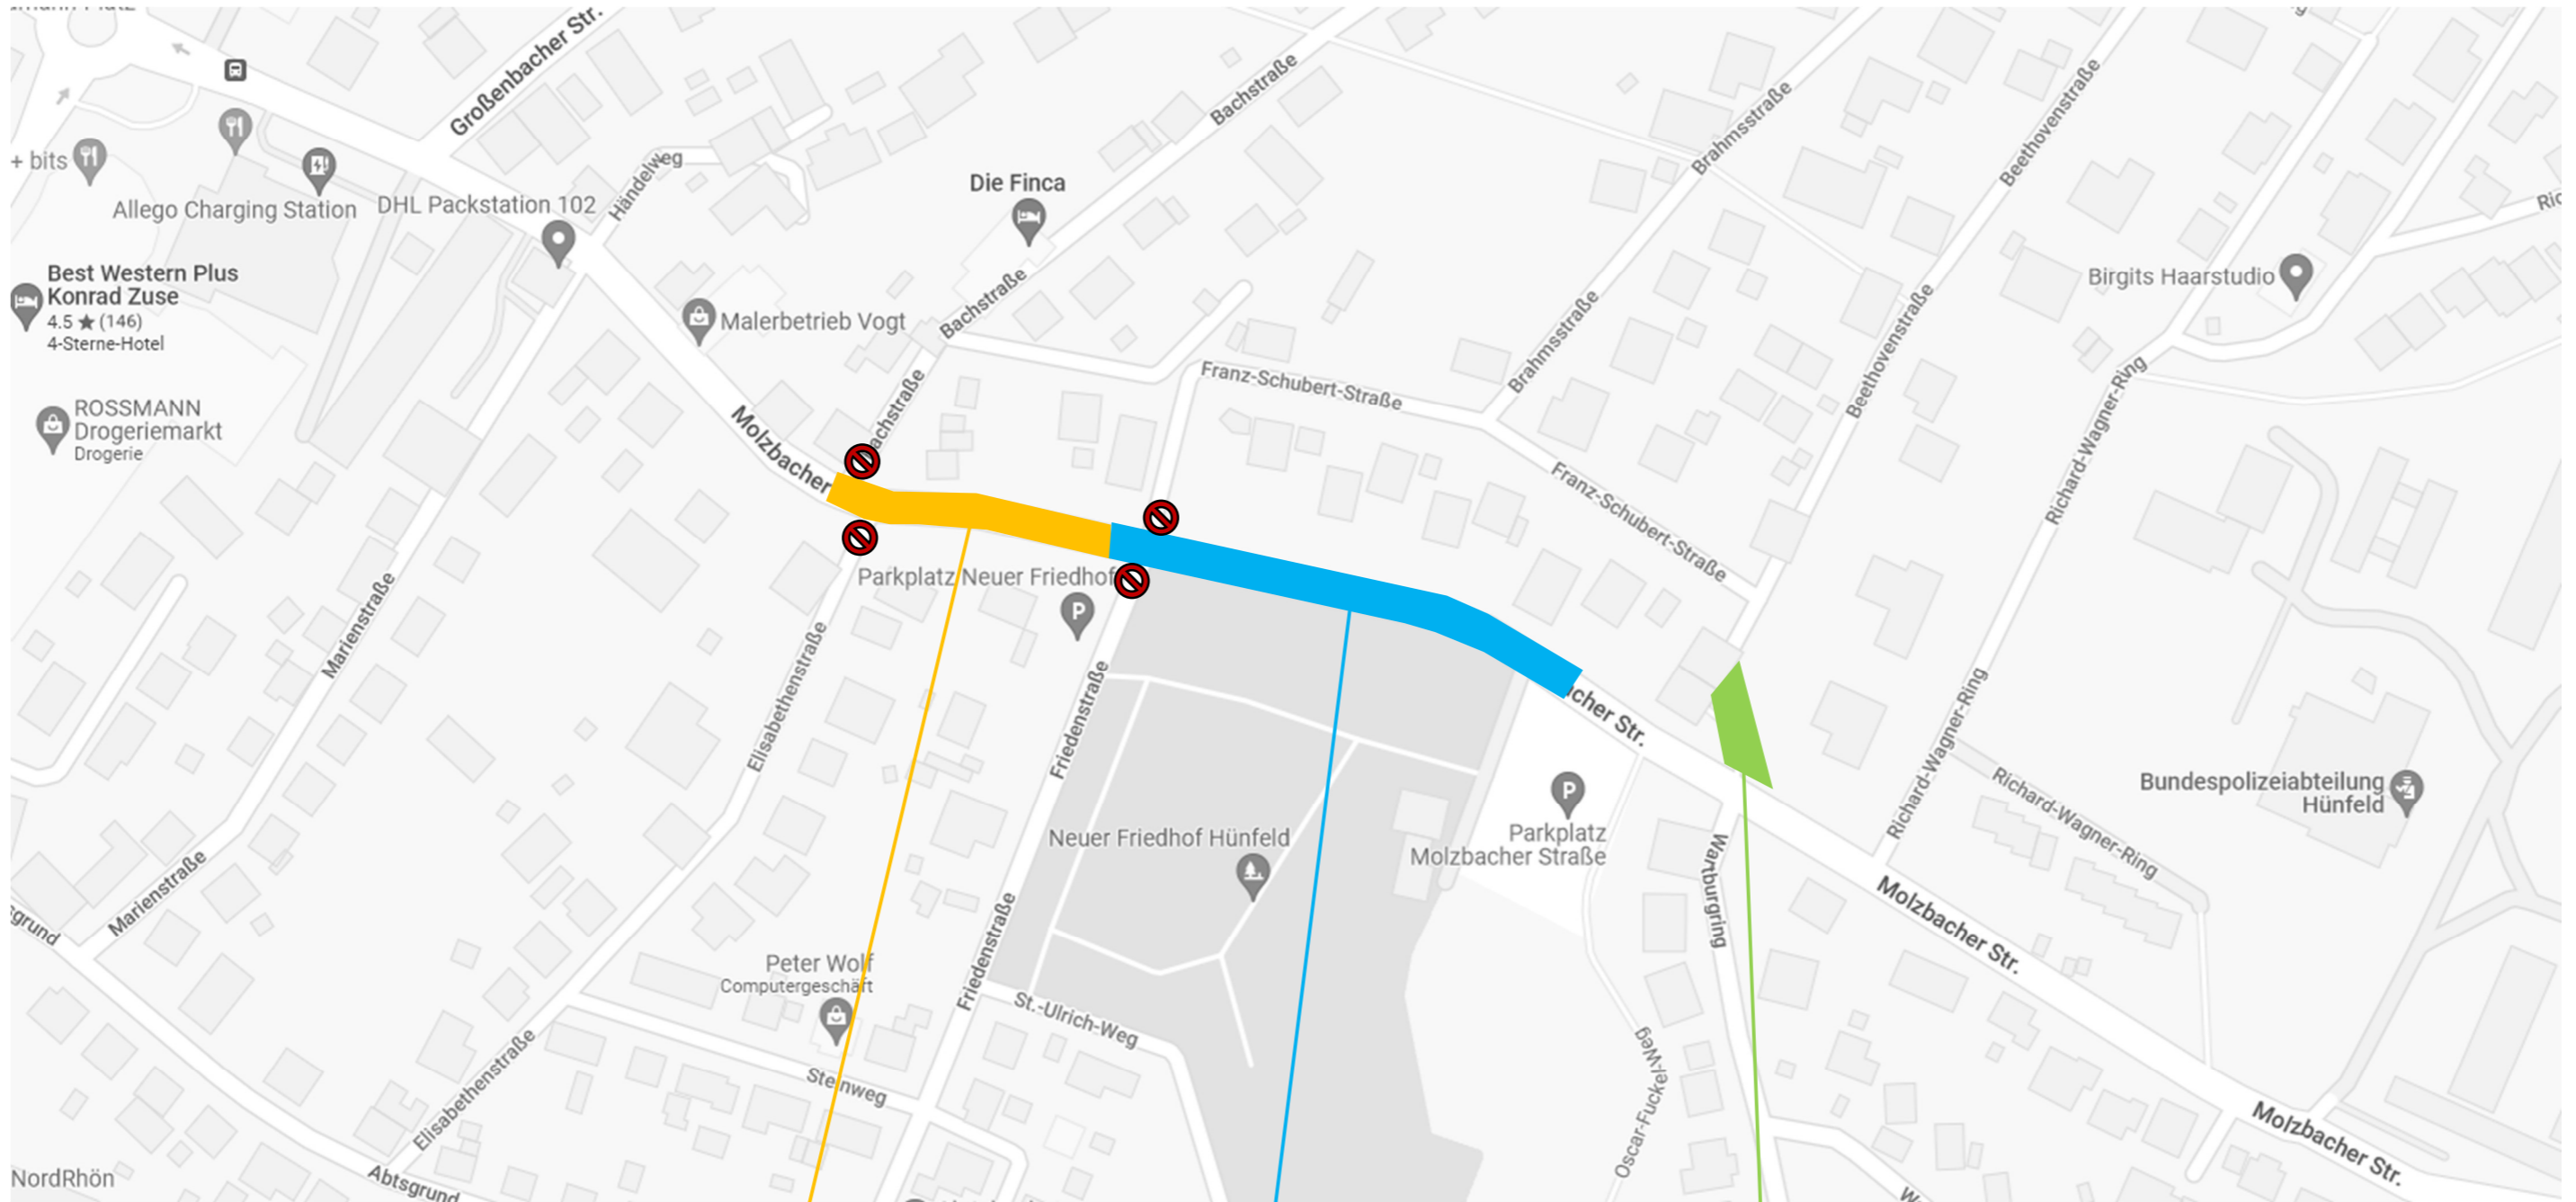 Großenbacher Str.
+ bits
Allego Charging Station
DHL Packstation 102
Händelweg
Best Western Plus
Konrad Zuse
4.5 ★ (146)
4-Sterne-Hotel
ROSSMANN
Drogeriemarkt
Drogerie
Malerbetrieb Vogt
Die Finca
Bachstraße
Bachstraße
achstraße
Molzbacher
Franz-Schubert-Straße
Franz-Schubert-Straße
Brahmsstraße
Brahmsstraße
Beethovenstraße
Beethovenstraße
Birgits Haarstudio
Ric
Richard-Wagner-Ring
Richard-Wagner-Ring
Richard-Wagner-Ring
Bundespolizeiabteilung
Hünfeld
Parkplatz Neuer Friedhof
P
Marienstraße
Marienstraße
Elisabethenstraße
Elisabethenstraße
Friedenstraße
Friedenstraße
Neuer Friedhof Hünfeld
P
Parkplatz
Molzbacher Straße
cher Str.
Wartburgring
Molzbacher Str.
Molzbacher Str.
Peter Wolf
Computergeschäft
St.-Ulrich-Weg
Steinweg
Oscar-Fuckel-Weg
sgrund
Abtsgrund
NordRhön